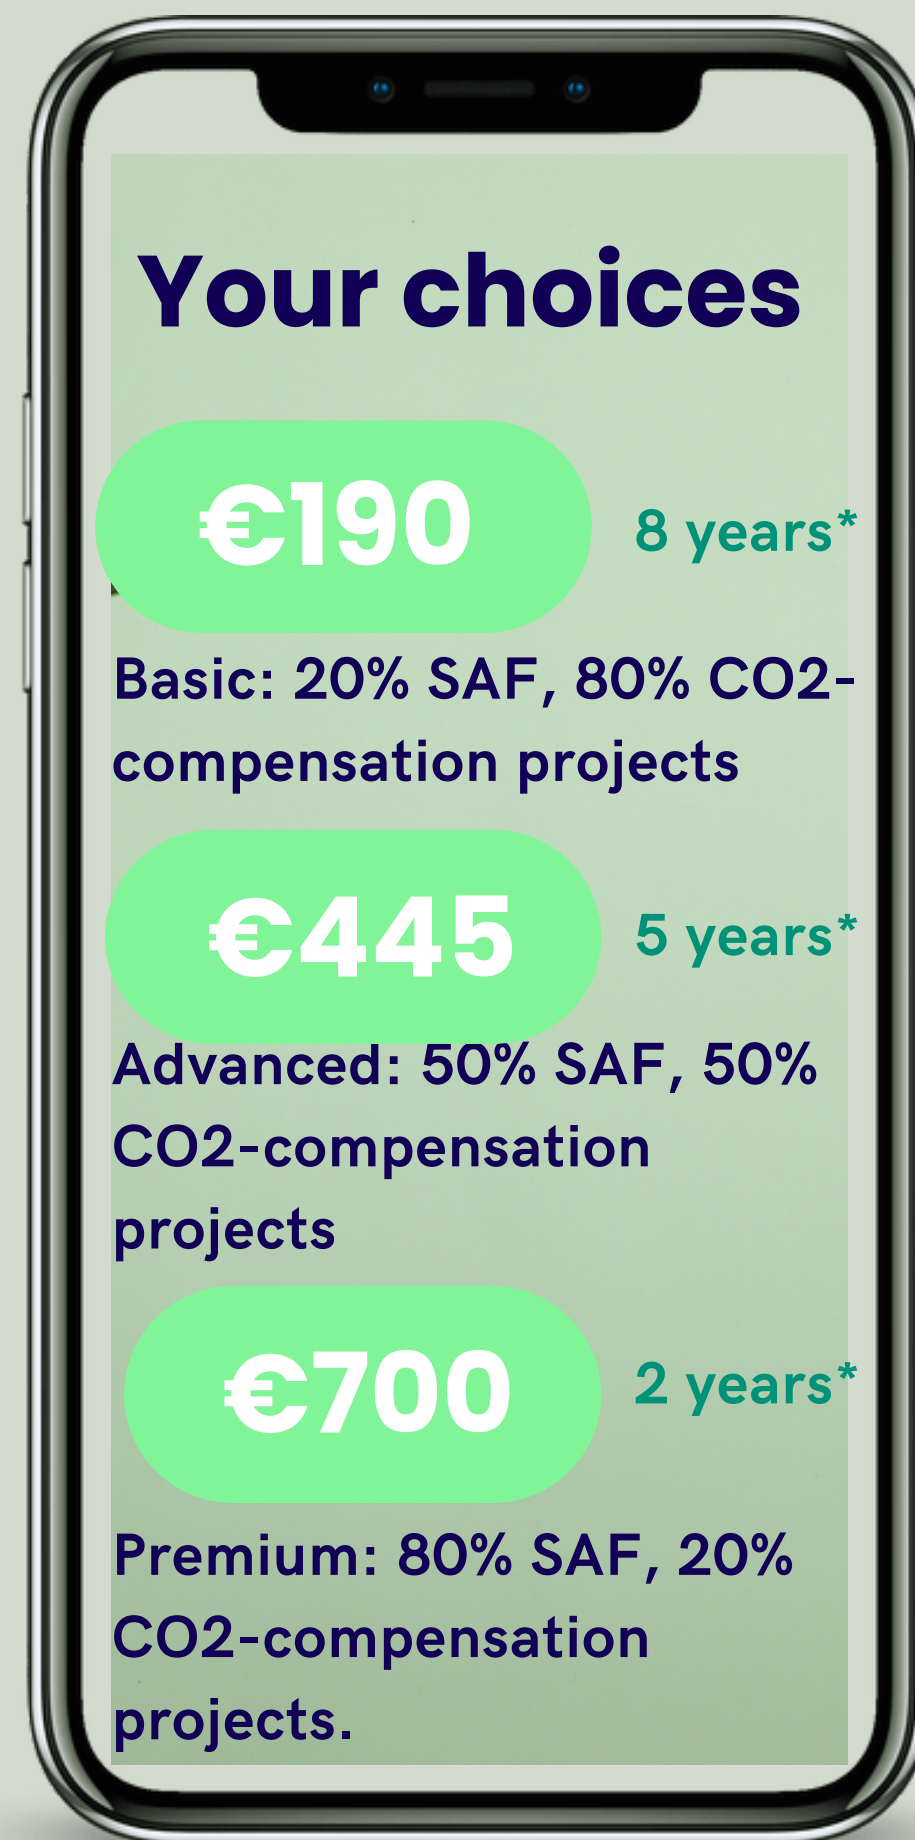 Your choices
€190
8 years*
Basic: 20% SAF, 80% CO2-
compensation projects
€445
5 years*
Advanced: 50% SAF, 50%
CO2-compensation
projects
€700
2 years*
Premium: 80% SAF, 20%
CO2-compensation
projects.